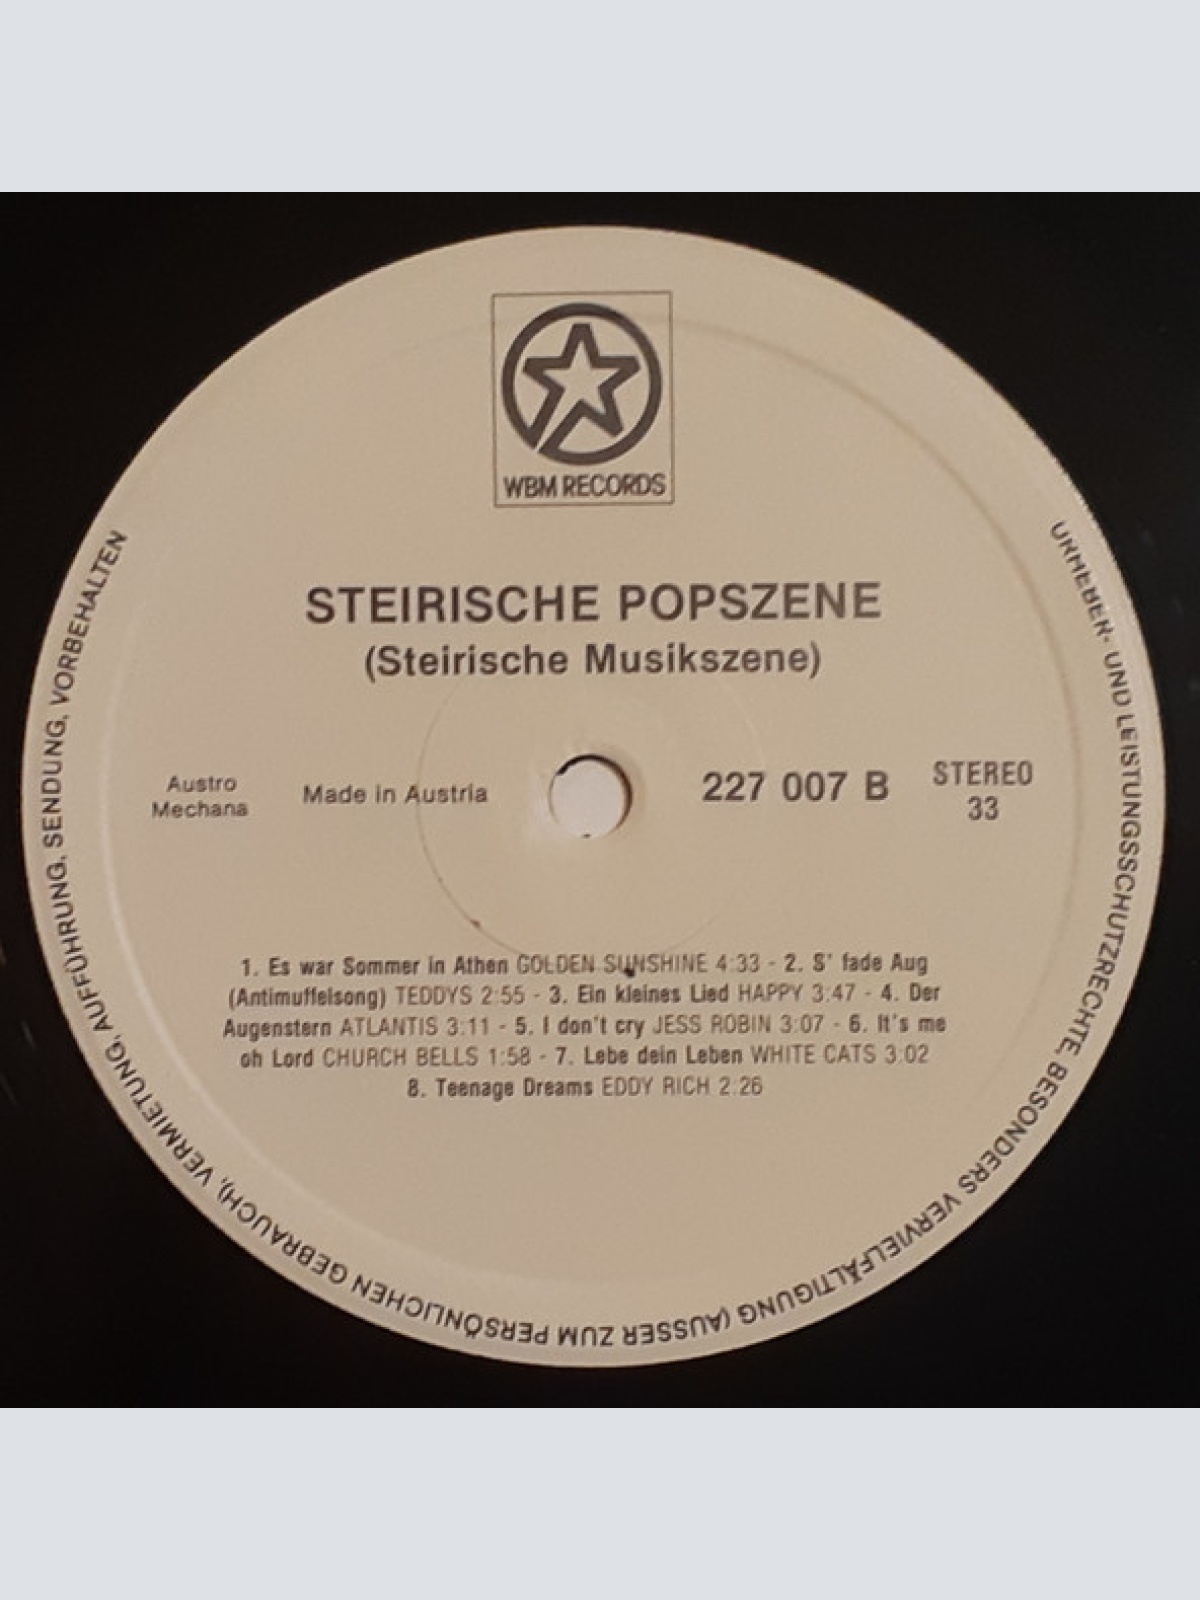 WBM RECORDS
STEIRISCHE POPSZENE
(Steirische Musikszene)
Austro
Mechana
Made in Austria
227 007 B
STEREO
33
1. Es war Sommer in Athen GOLDEN SUNSHINE 4:33 - 2. S' fade Aug
(Antimuffelsong) TEDDYS 2:55 - 3. Ein kleines Lied HAPPY 3:47 - 4. Der
Augenstern ATLANTIS 3:11 - 5. I don't cry JESS ROBIN 3:07 - 6. It's me
oh Lord CHURCH BELLS 1:58 - 7. Lebe dein Leben WHITE CATS 3:02
8. Teenage Dreams EDDY RICH 2:26
URHEBER- UND LEISTUNGSSCHUTZRECHTE, BESONDERS VERVIELFÄLTIGUNG (AUSSER ZUM PERSÖNLICHEN GEBRAUCH), VERMIETUNG, AUFFÜHRUNG, SENDUNG, VORBEHALTEN